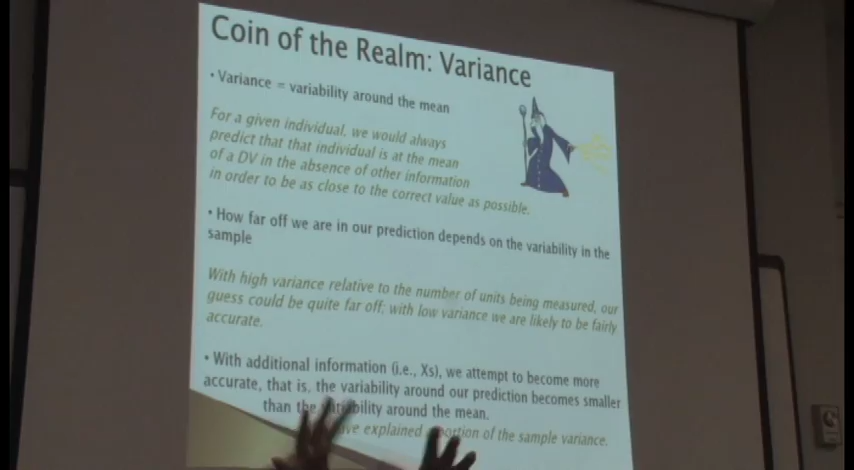 Coin of the Realm: Variance
• Variance = variability around the mean
For a given individual, we would always
predict that that individual is at the mean
of a DV in the absence of other information
in order to be as close to the correct value as possible.
• How far off we are in our prediction depends on the variability in the
sample
With high variance relative to the number of units being measured, our
guess could be quite far off; with low variance we are likely to be fairly
accurate.
• With additional information (i.e., Xs), we attempt to become more
accurate, that is, the variability around our prediction becomes smaller
than the variability around the mean.
explained a portion of the sample variance.